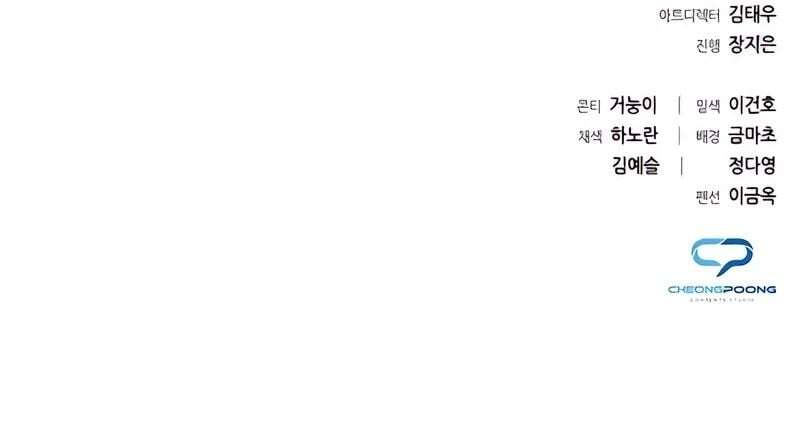 아트디렉터 김태우
진행 장지은
콘티 거눙이 | 밑색 이건호
채색 하노란 | 배경 금마초
김예슬 | 정다영
펜선 이금옥
CHEONGPOONG
CONTENTS STUDIO